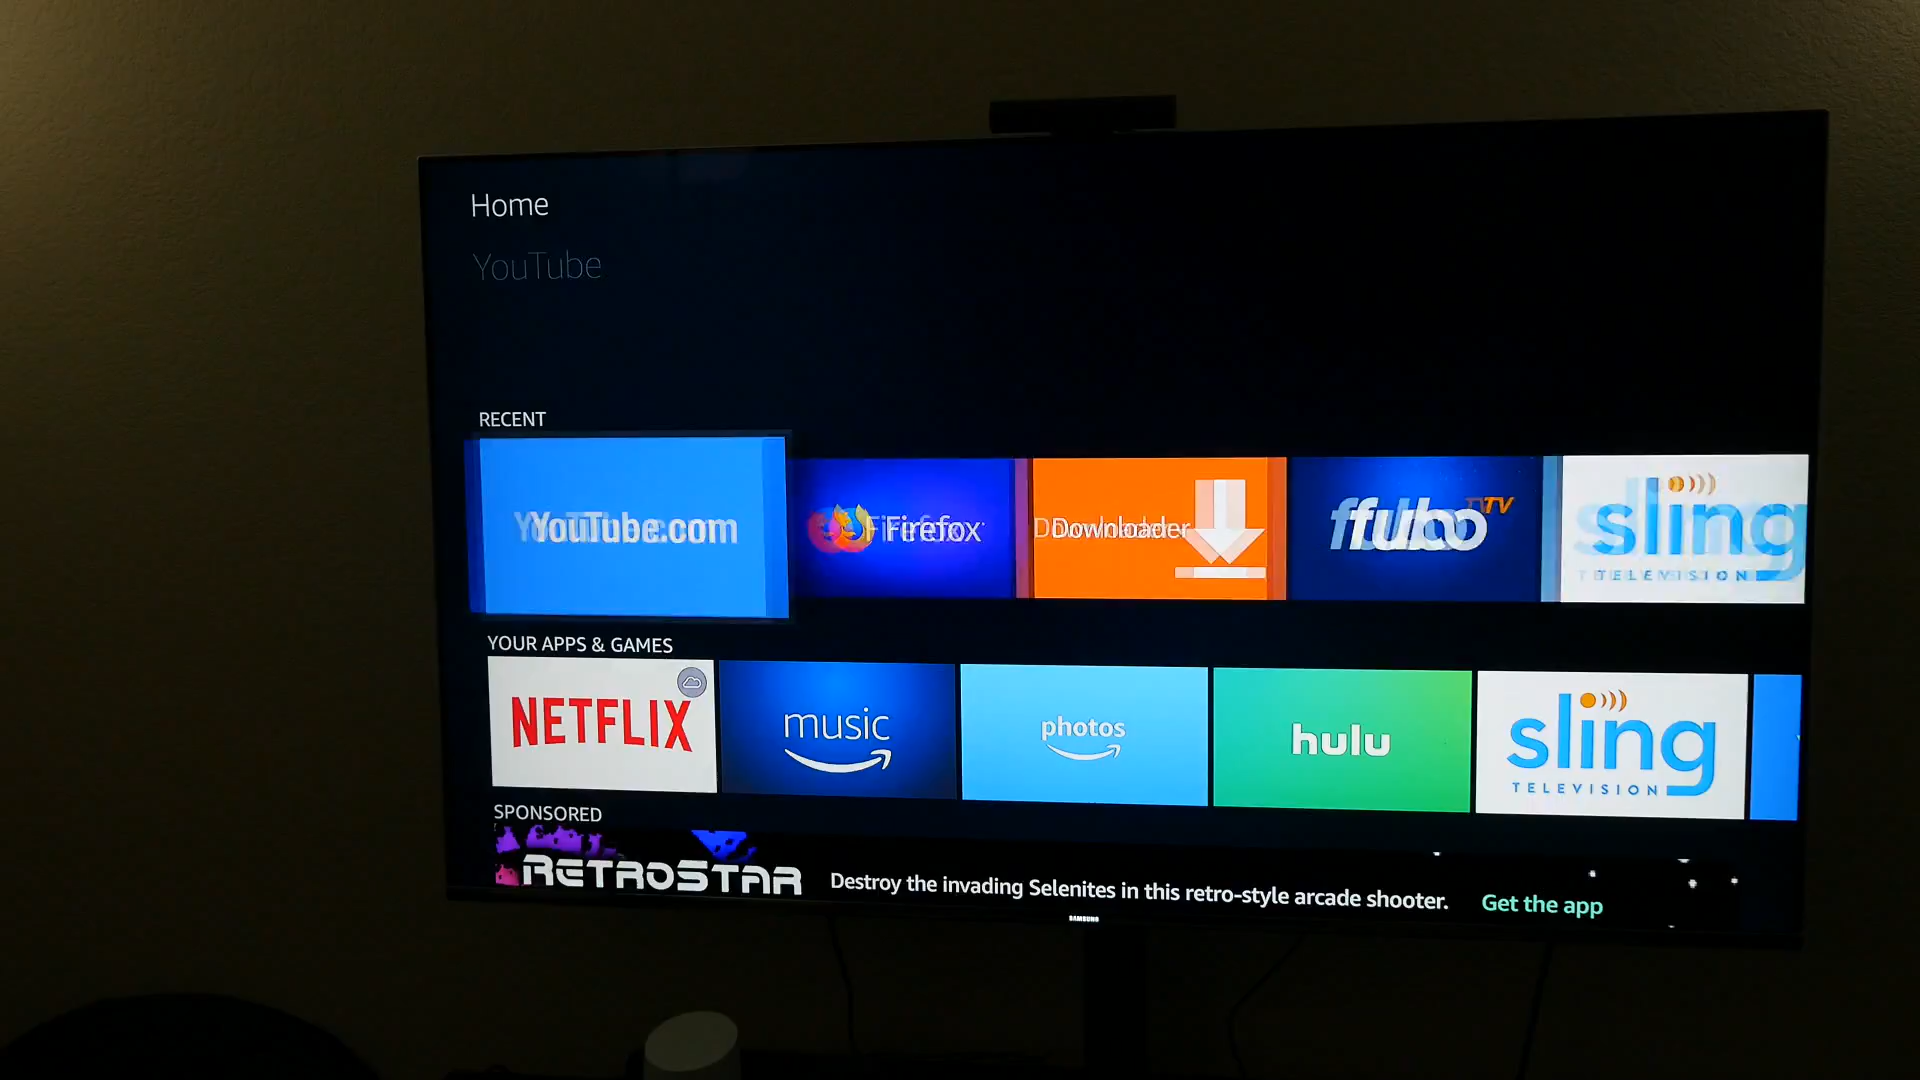 Home
YouTube
RECENT
YouTube.com
Firefox
Downloader
fubo TV
sling
TELEVISION
YOUR APPS & GAMES
NETFLIX
music
photos
hulu
sling
TELEVISION
SPONSORED
RETROSTAR
Destroy the invading Selenites in this retro-style arcade shooter.
Get the app
SAMSUNG